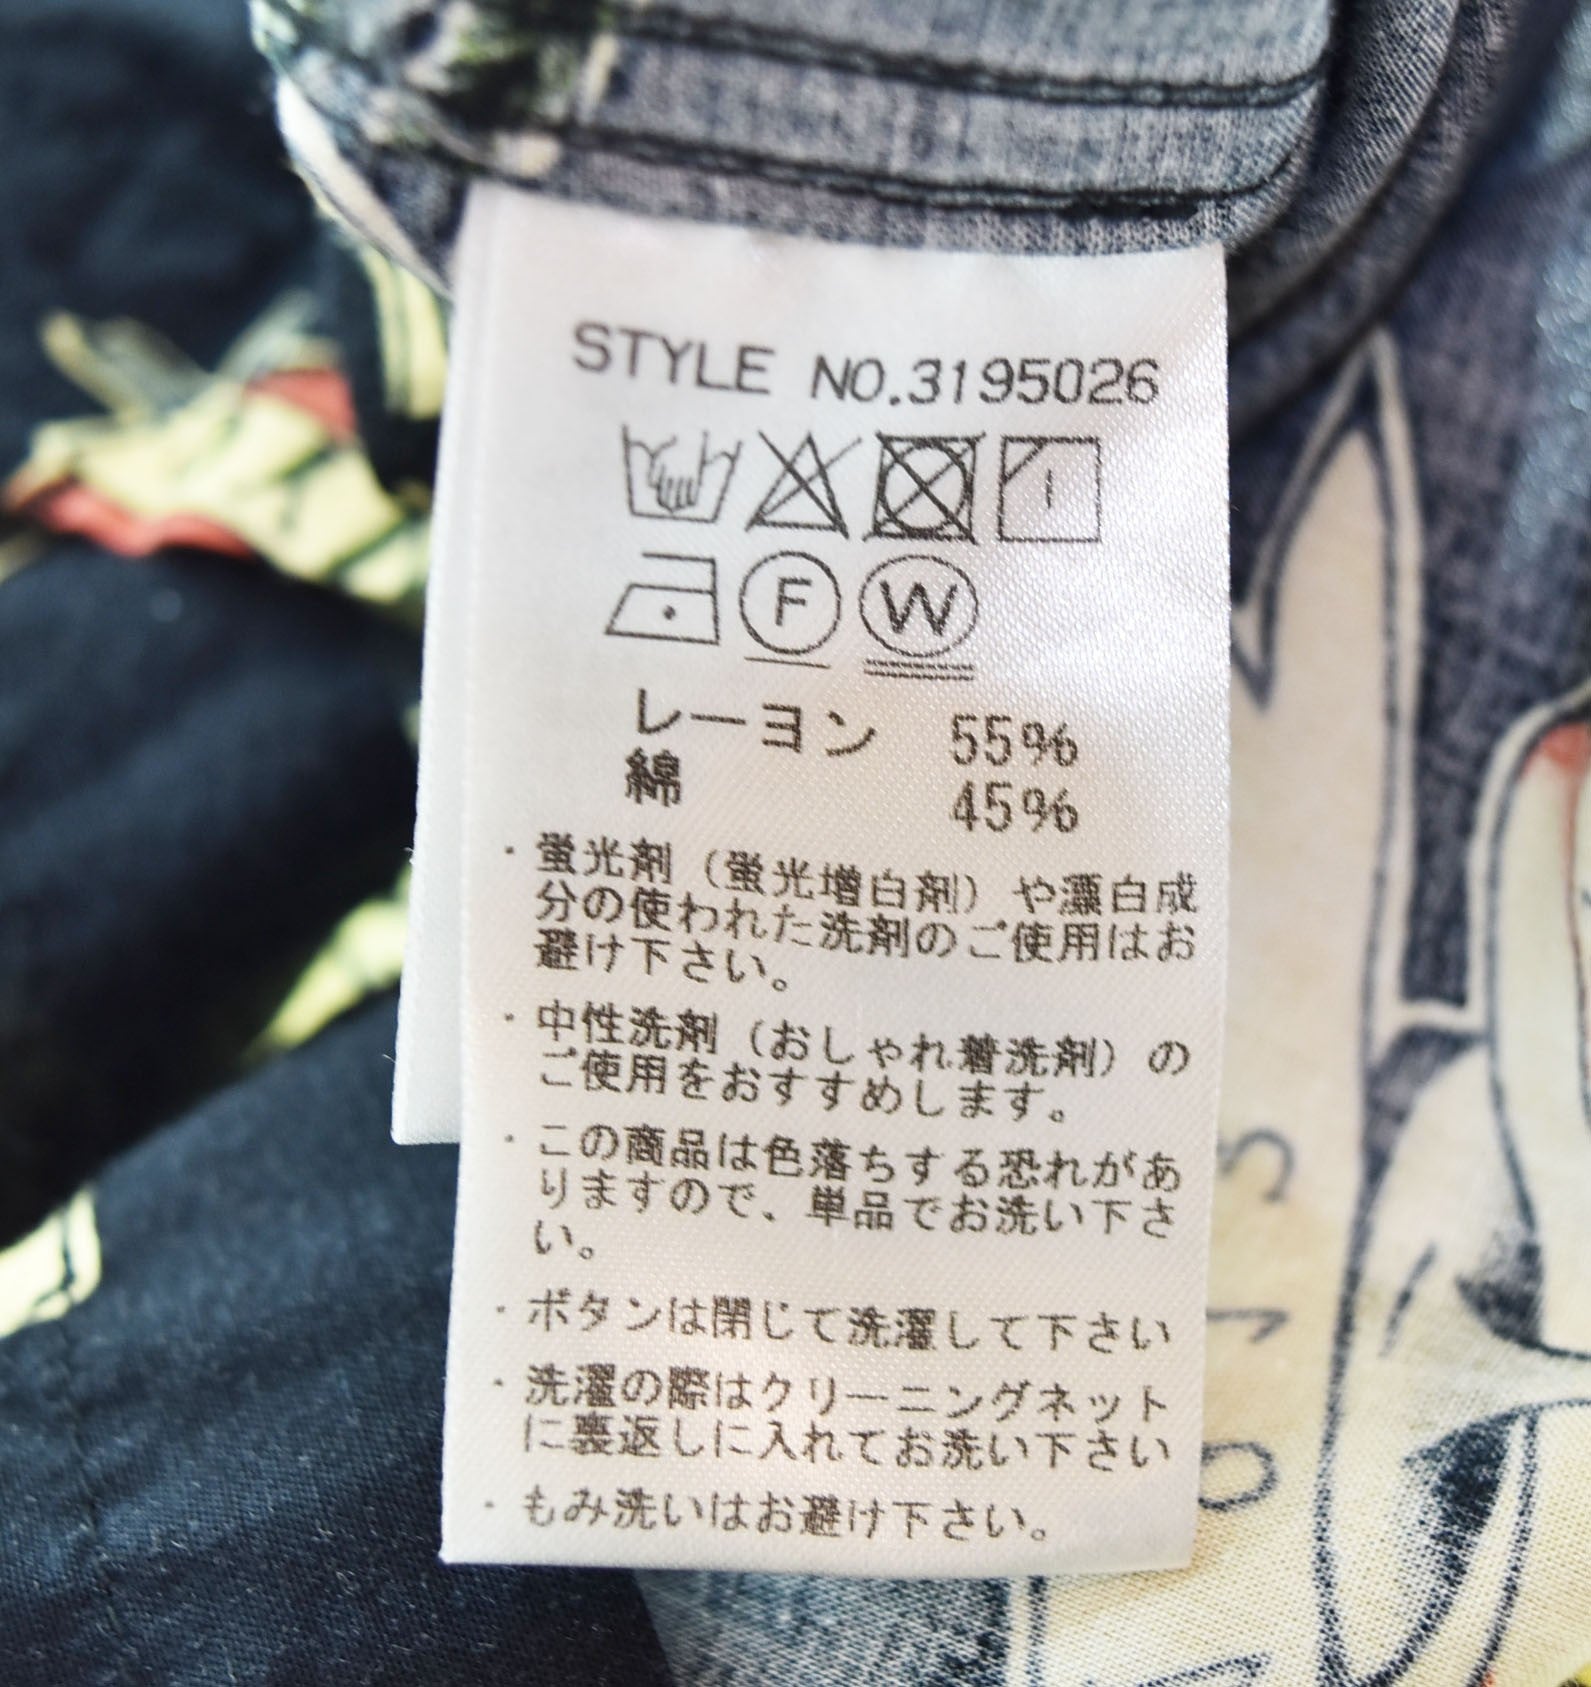 STYLE NO.3195026
F W
レーヨン 55%
綿 45%
・蛍光剤（蛍光増白剤）や漂白成
分の使われた洗剤のご使用はお
避け下さい。
・中性洗剤（おしゃれ着洗剤）の
ご使用をおすすめします。
・この商品は色落ちする恐れがあ
りますので、単品でお洗い下さ
い。
・ボタンは閉じて洗濯して下さい
・洗濯の際はクリーニングネット
に裏返しに入れてお洗い下さい
・もみ洗いはお避け下さい。